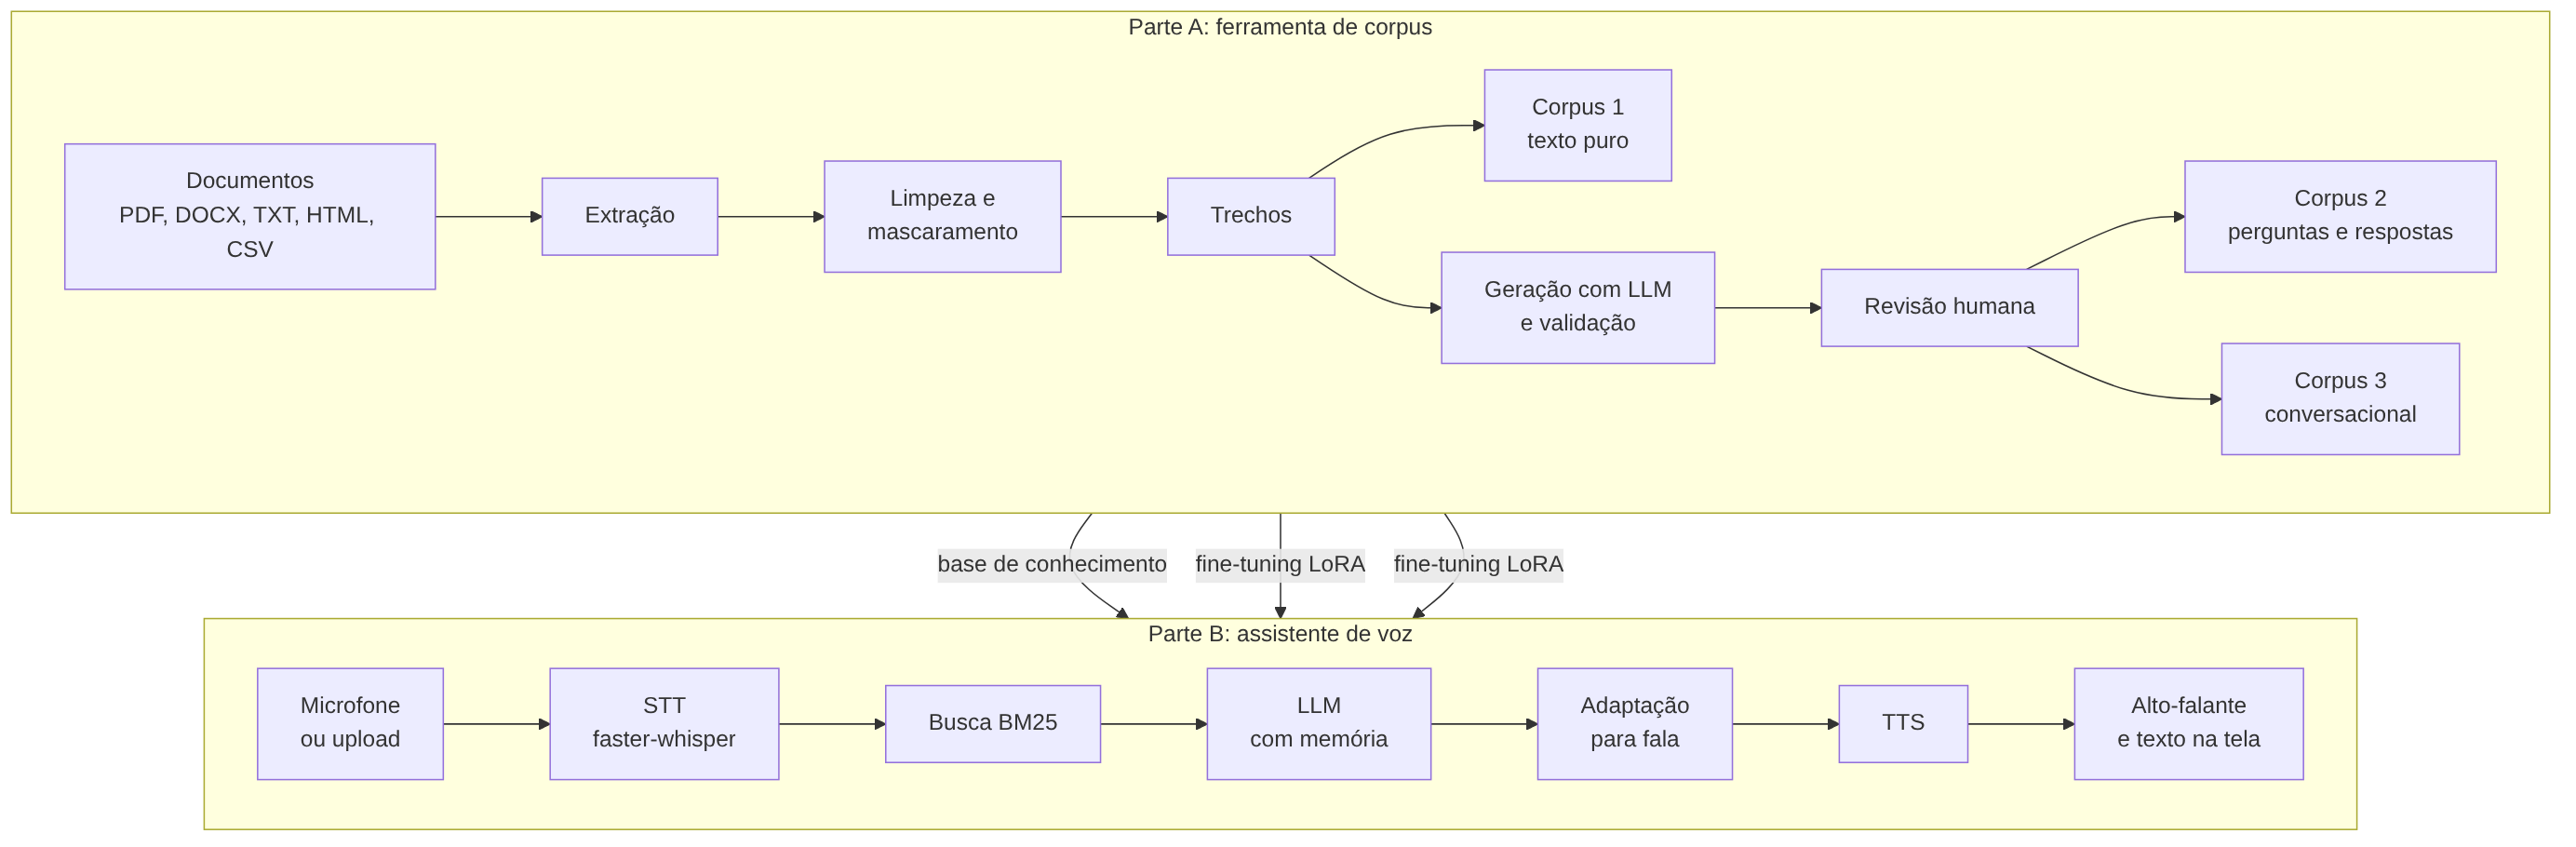 Parte A: ferramenta de corpus
Documentos
PDF, DOCX, TXT, HTML,
CSV
Extração
Limpeza e
mascaramento
Trechos
Corpus 1
texto puro
Geração com LLM
e validação
Revisão humana
Corpus 2
perguntas e respostas
Corpus 3
conversacional
base de conhecimento
fine-tuning LoRA
fine-tuning LoRA
Parte B: assistente de voz
Microfone
ou upload
STT
faster-whisper
Busca BM25
LLM
com memória
Adaptação
para fala
TTS
Alto-falante
e texto na tela